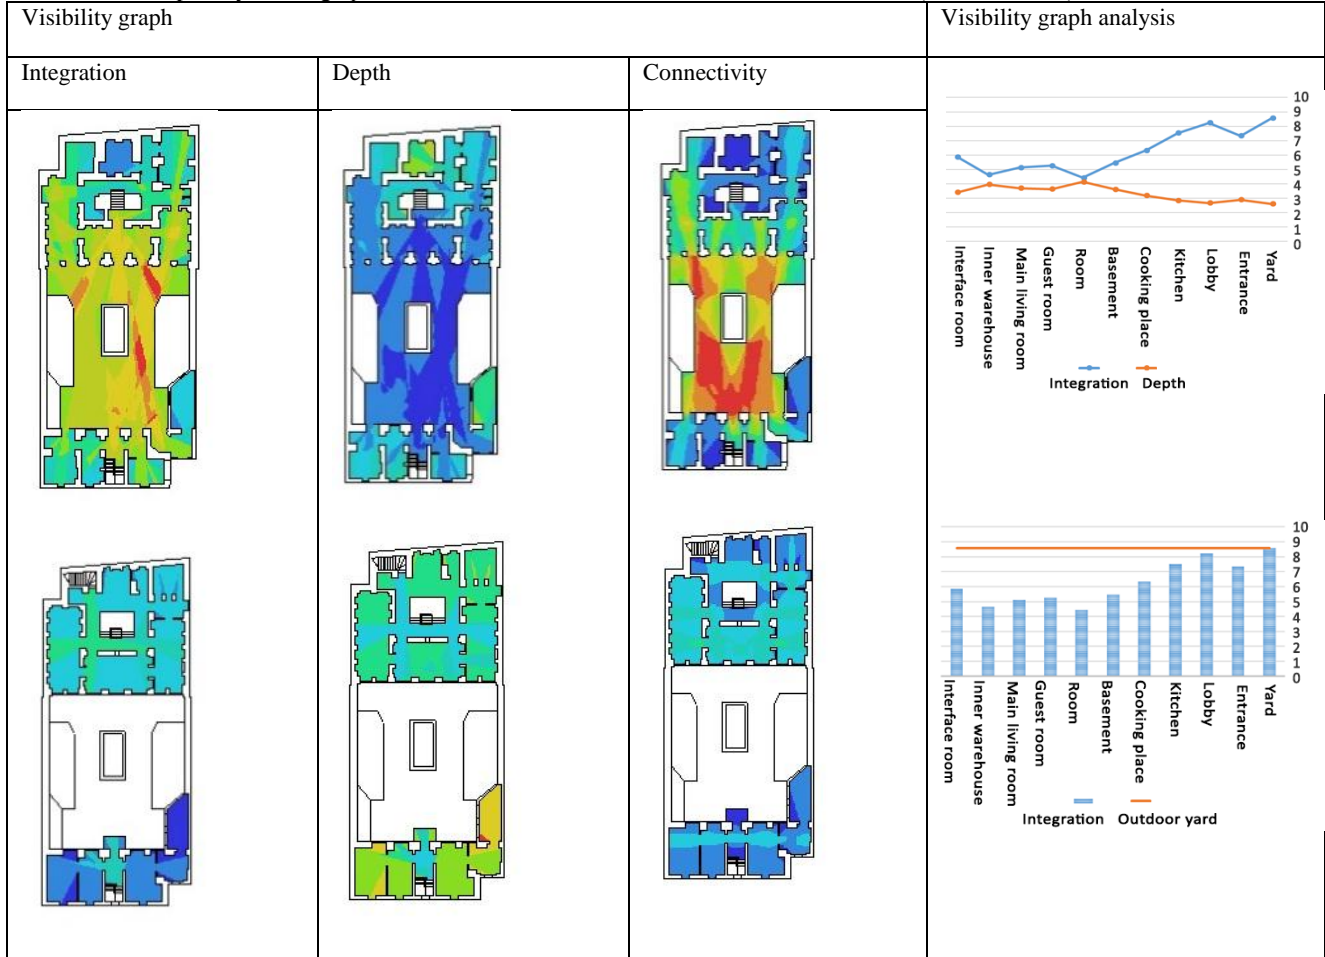 Visibility graph
Visibility graph analysis
Integration
Depth
Connectivity
10
9
8
7
6
5
4
3
2
1
0
Interface room
Inner warehouse
Main living room
Guest room
Room
Basement
Cooking place
Kitchen
Lobby
Entrance
Yard
Integration Depth
10
9
8
7
6
5
4
3
2
1
0
Interface room
Inner warehouse
Main living room
Guest room
Room
Basement
Cooking place
Kitchen
Lobby
Entrance
Yard
Integration Outdoor yard